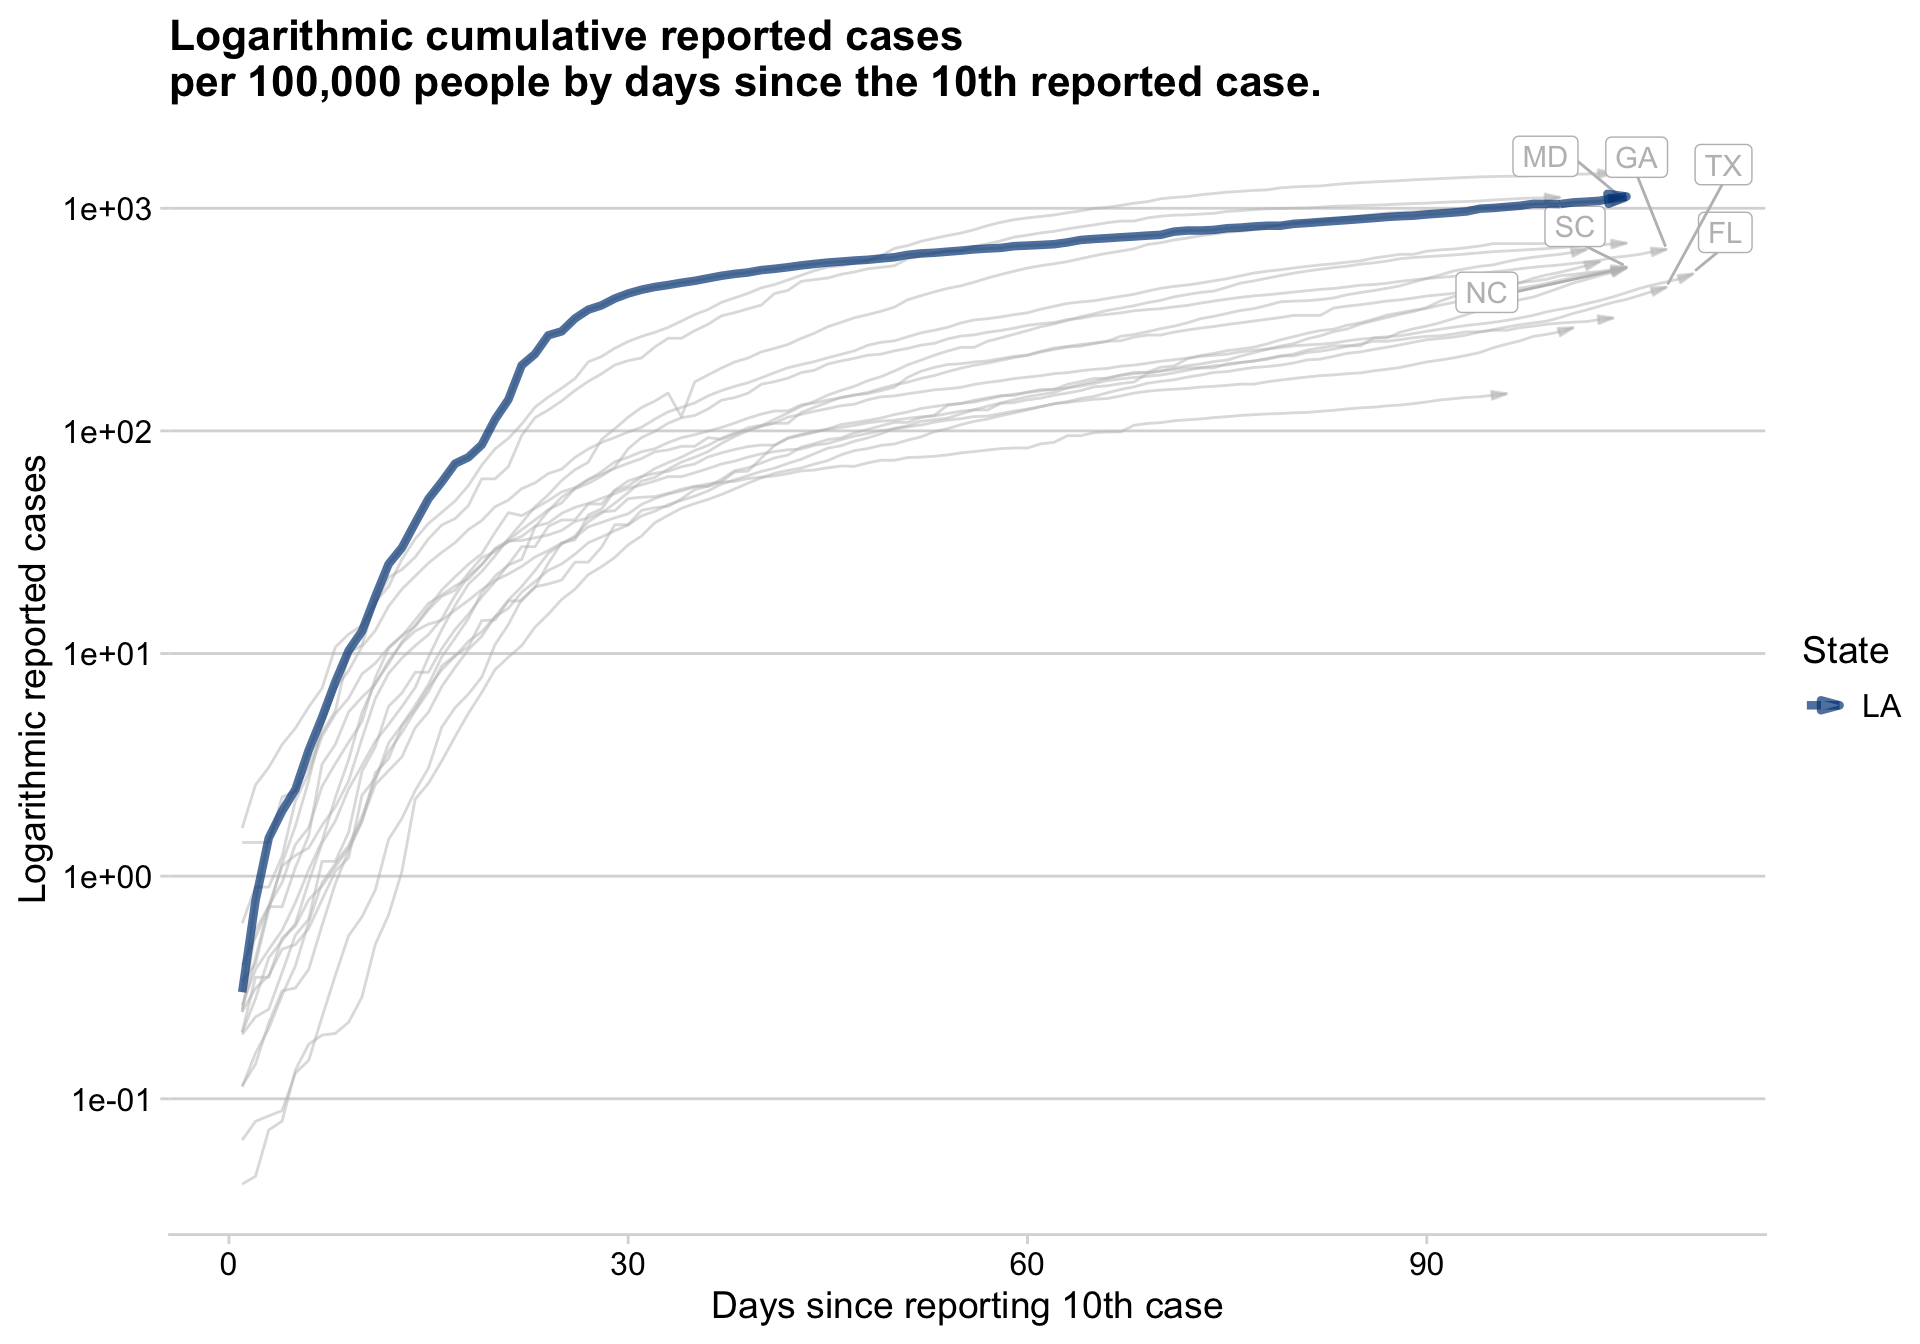 Logarithmic cumulative reported cases
per 100,000 people by days since the 10th reported case.
MD
GA
TX
SC
FL
NC
1e+03
1e+02
1e+01
1e+00
1e-01
Logarithmic reported cases
State
LA
0
30
60
90
Days since reporting 10th case